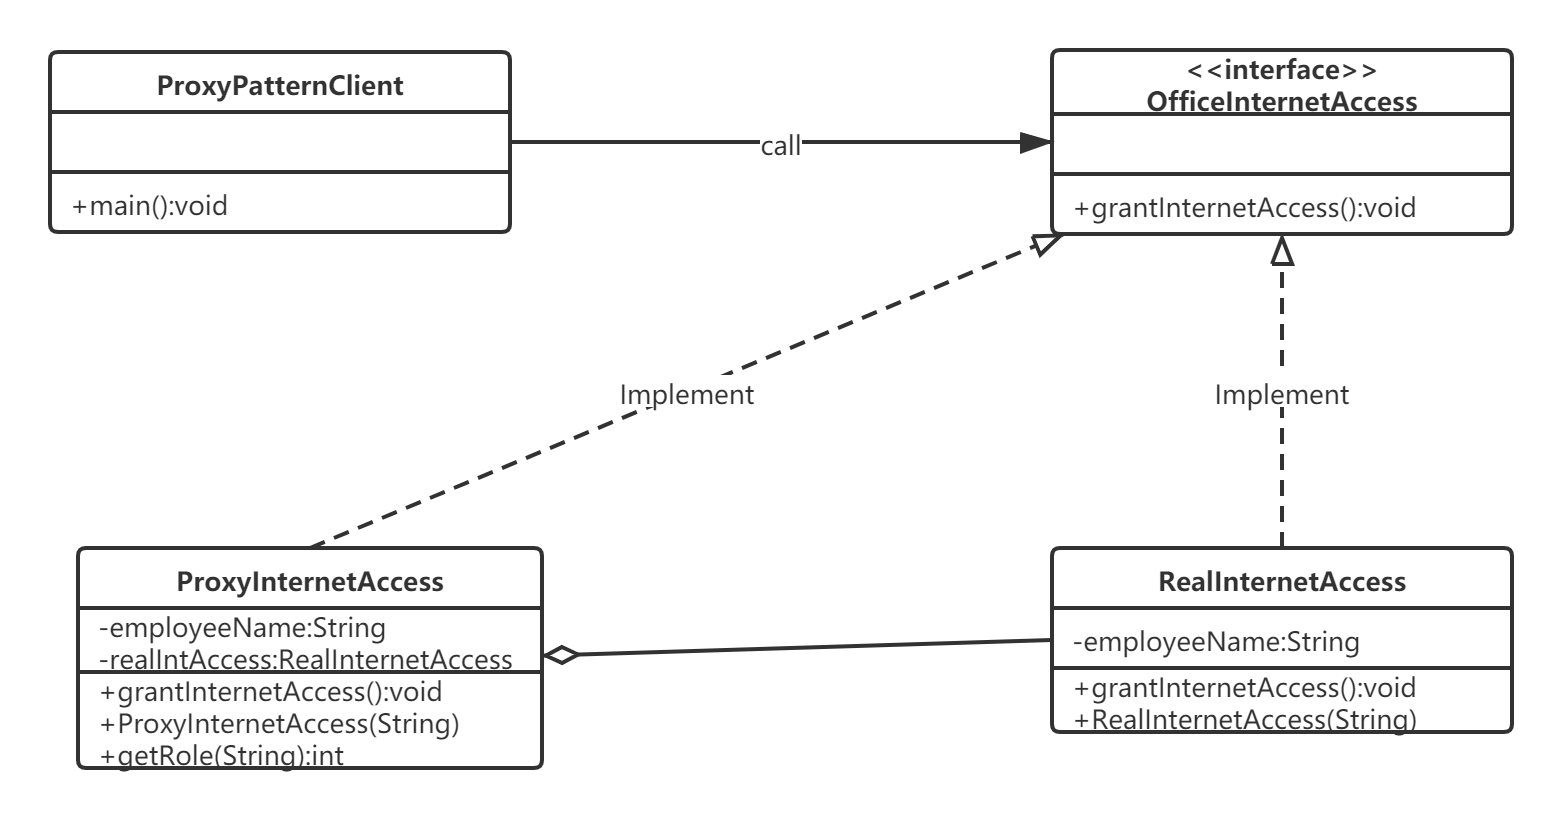 ProxyPatternClient
+main():void
call
<<interface>>
OfficeInternetAccess
+grantInternetAccess():void
Implement
Implement
ProxyInternetAccess
-employeeName:String
-realIntAccess:RealInternetAccess
+grantInternetAccess():void
+ProxyInternetAccess(String)
+getRole(String):int
RealInternetAccess
-employeeName:String
+grantInternetAccess():void
+RealInternetAccess(String)